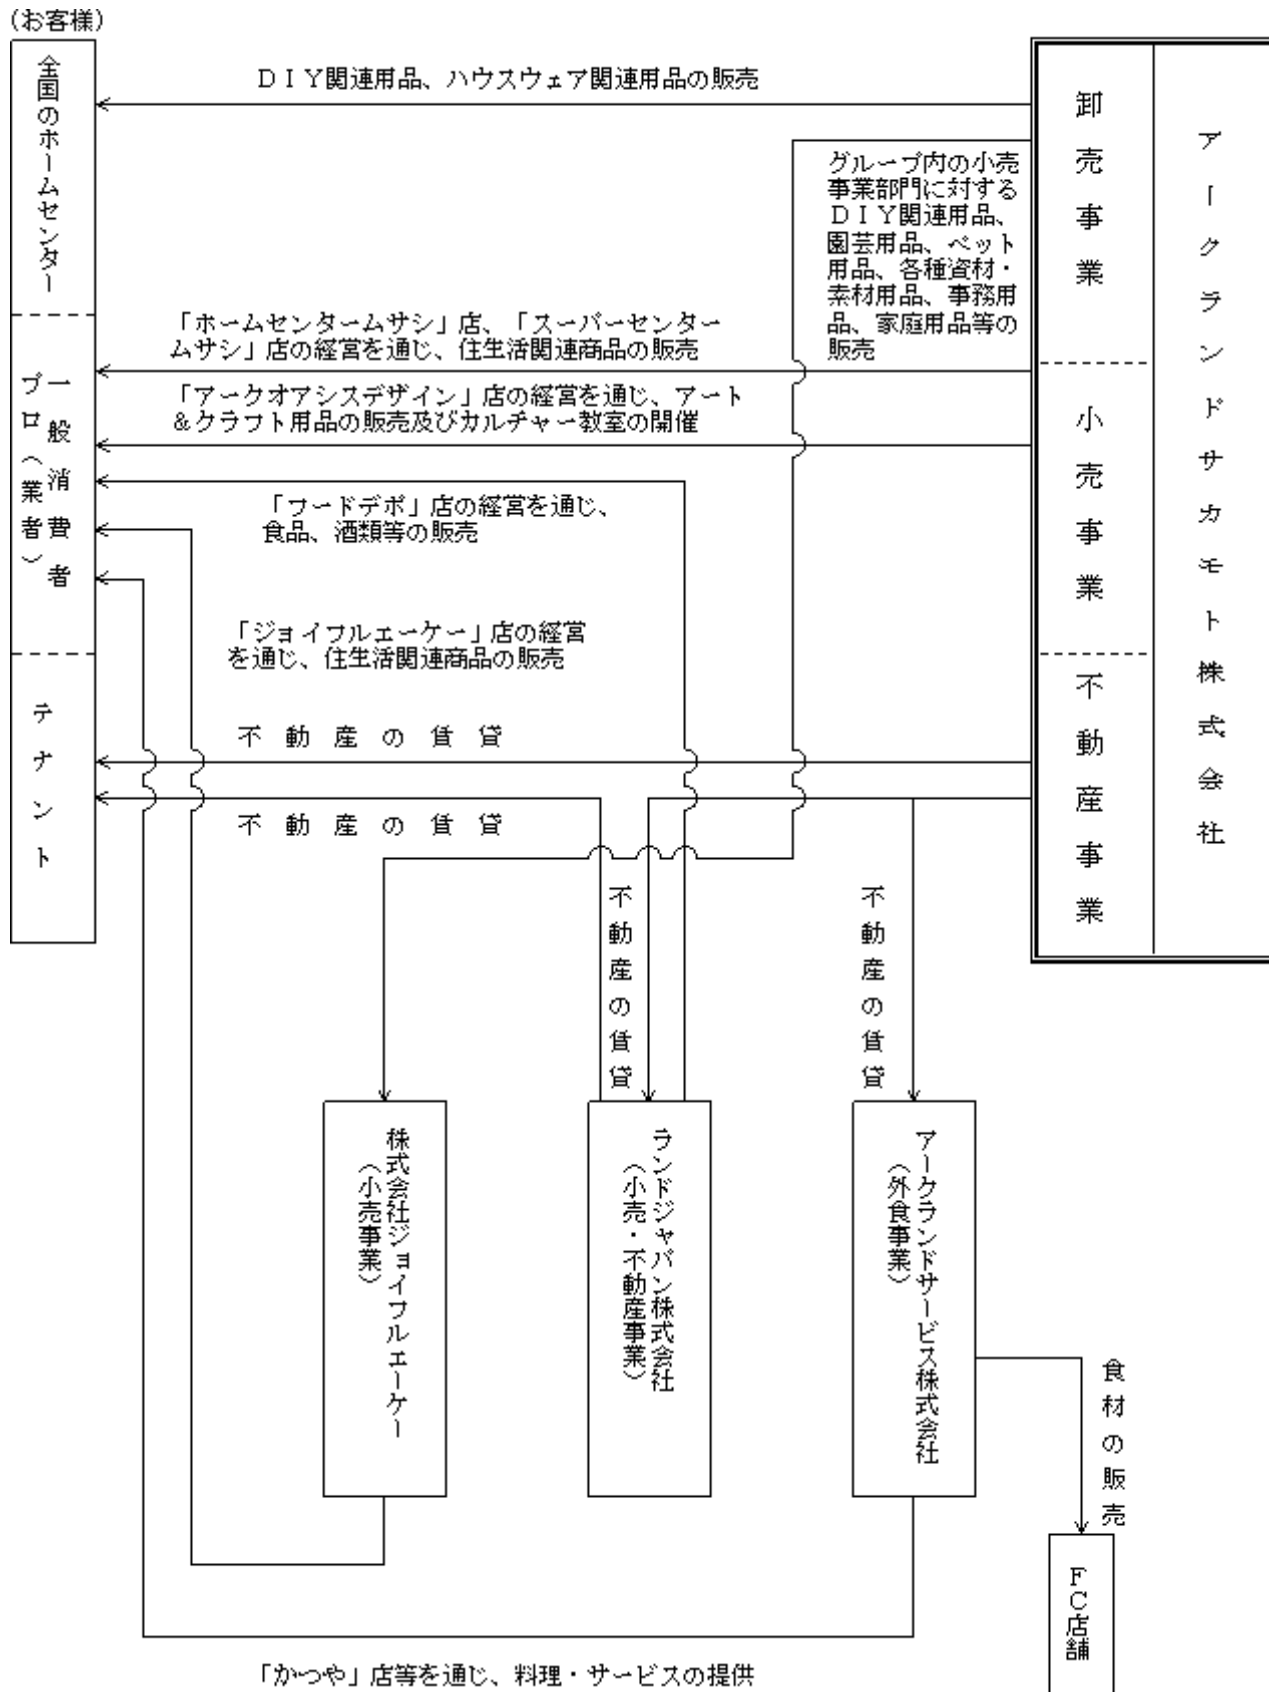 (お客様)
全国のホームセンター
一般消費者
プロ（業者）
テナント
ＤＩＹ関連用品、ハウスウェア関連用品の販売
グループ内の小売
事業部門に対する
ＤＩＹ関連用品、
園芸用品、ペット
用品、各種資材・
素材用品、事務用
品、家庭用品等の
販売
「ホームセンタームサシ」店、「スーパーセンター
ムサシ」店の経営を通じ、住生活関連商品の販売
「アークオアシスデザイン」店の経営を通じ、アート
＆クラフト用品の販売及びカルチャー教室の開催
「フードデポ」店の経営を通じ、
食品、酒類等の販売
「ジョイフルエーケー」店の経営
を通じ、住生活関連商品の販売
不動産の賃貸
不動産の賃貸
卸売事業
小売事業
不動産事業
アークランドサカモト株式会社
不動産の賃貸
不動産の賃貸
株式会社ジョイフルエーケー
（小売事業）
ランドジャパン株式会社
（小売・不動産事業）
アークランドサービス株式会社
（外食事業）
食材の販売
ＦＣ店舗
「かつや」店等を通じ、料理・サービスの提供